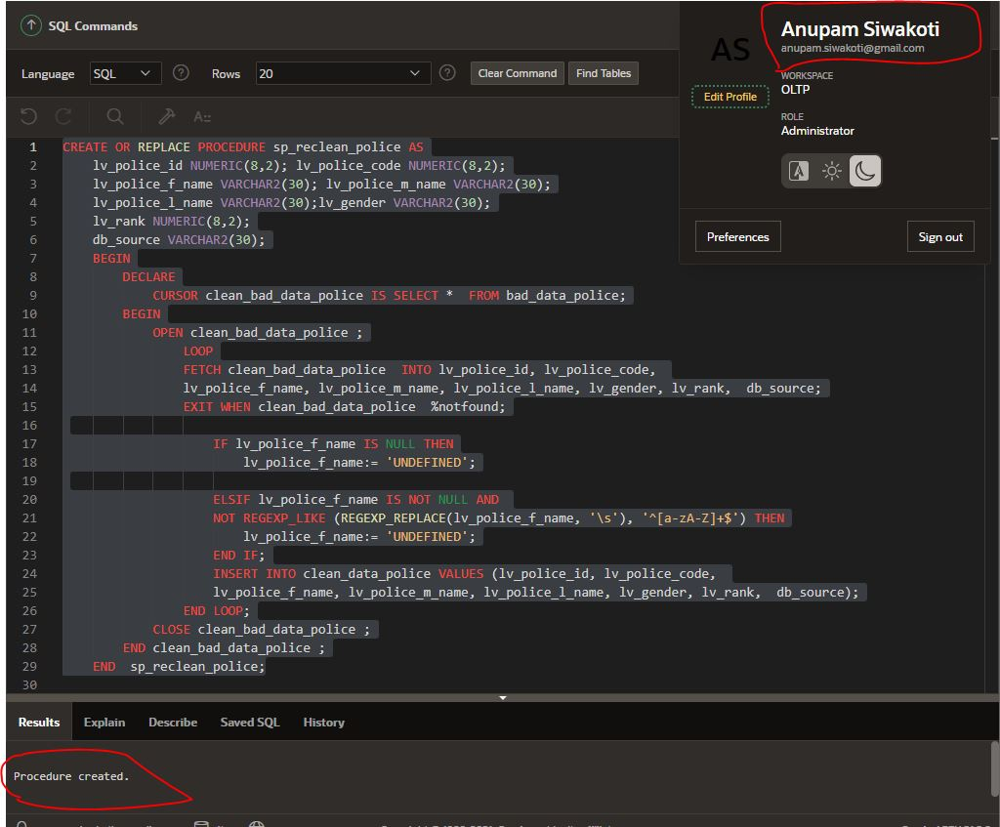 SQL Commands
Language SQL Rows 20 Clear Command Find Tables
AS
Anupam Siwakoti
anupam.siwakoti@gmail.com
Edit Profile
WORKSPACE
OLTP
ROLE
Administrator
Preferences Sign out
1 CREATE OR REPLACE PROCEDURE sp_reclean_police AS
2 lv_police_id NUMERIC(8,2); lv_police_code NUMERIC(8,2);
3 lv_police_f_name VARCHAR2(30); lv_police_m_name VARCHAR2(30);
4 lv_police_l_name VARCHAR2(30);lv_gender VARCHAR2(30);
5 lv_rank NUMERIC(8,2);
6 db_source VARCHAR2(30);
7 BEGIN
8 DECLARE
9 CURSOR clean_bad_data_police IS SELECT * FROM bad_data_police;
10 BEGIN
11 OPEN clean_bad_data_police ;
12 LOOP
13 FETCH clean_bad_data_police INTO lv_police_id, lv_police_code,
14 lv_police_f_name, lv_police_m_name, lv_police_l_name, lv_gender, lv_rank, db_source;
15 EXIT WHEN clean_bad_data_police %notfound;
16
17 IF lv_police_f_name IS NULL THEN
18 lv_police_f_name:= 'UNDEFINED';
19
20 ELSIF lv_police_f_name IS NOT NULL AND
21 NOT REGEXP_LIKE (REGEXP_REPLACE(lv_police_f_name, '\s'), '^[a-zA-Z]+$') THEN
22 lv_police_f_name:= 'UNDEFINED';
23 END IF;
24 INSERT INTO clean_data_police VALUES (lv_police_id, lv_police_code,
25 lv_police_f_name, lv_police_m_name, lv_police_l_name, lv_gender, lv_rank, db_source);
26 END LOOP;
27 CLOSE clean_bad_data_police ;
28 END clean_bad_data_police ;
29 END sp_reclean_police;
30
Results Explain Describe Saved SQL History
Procedure created.